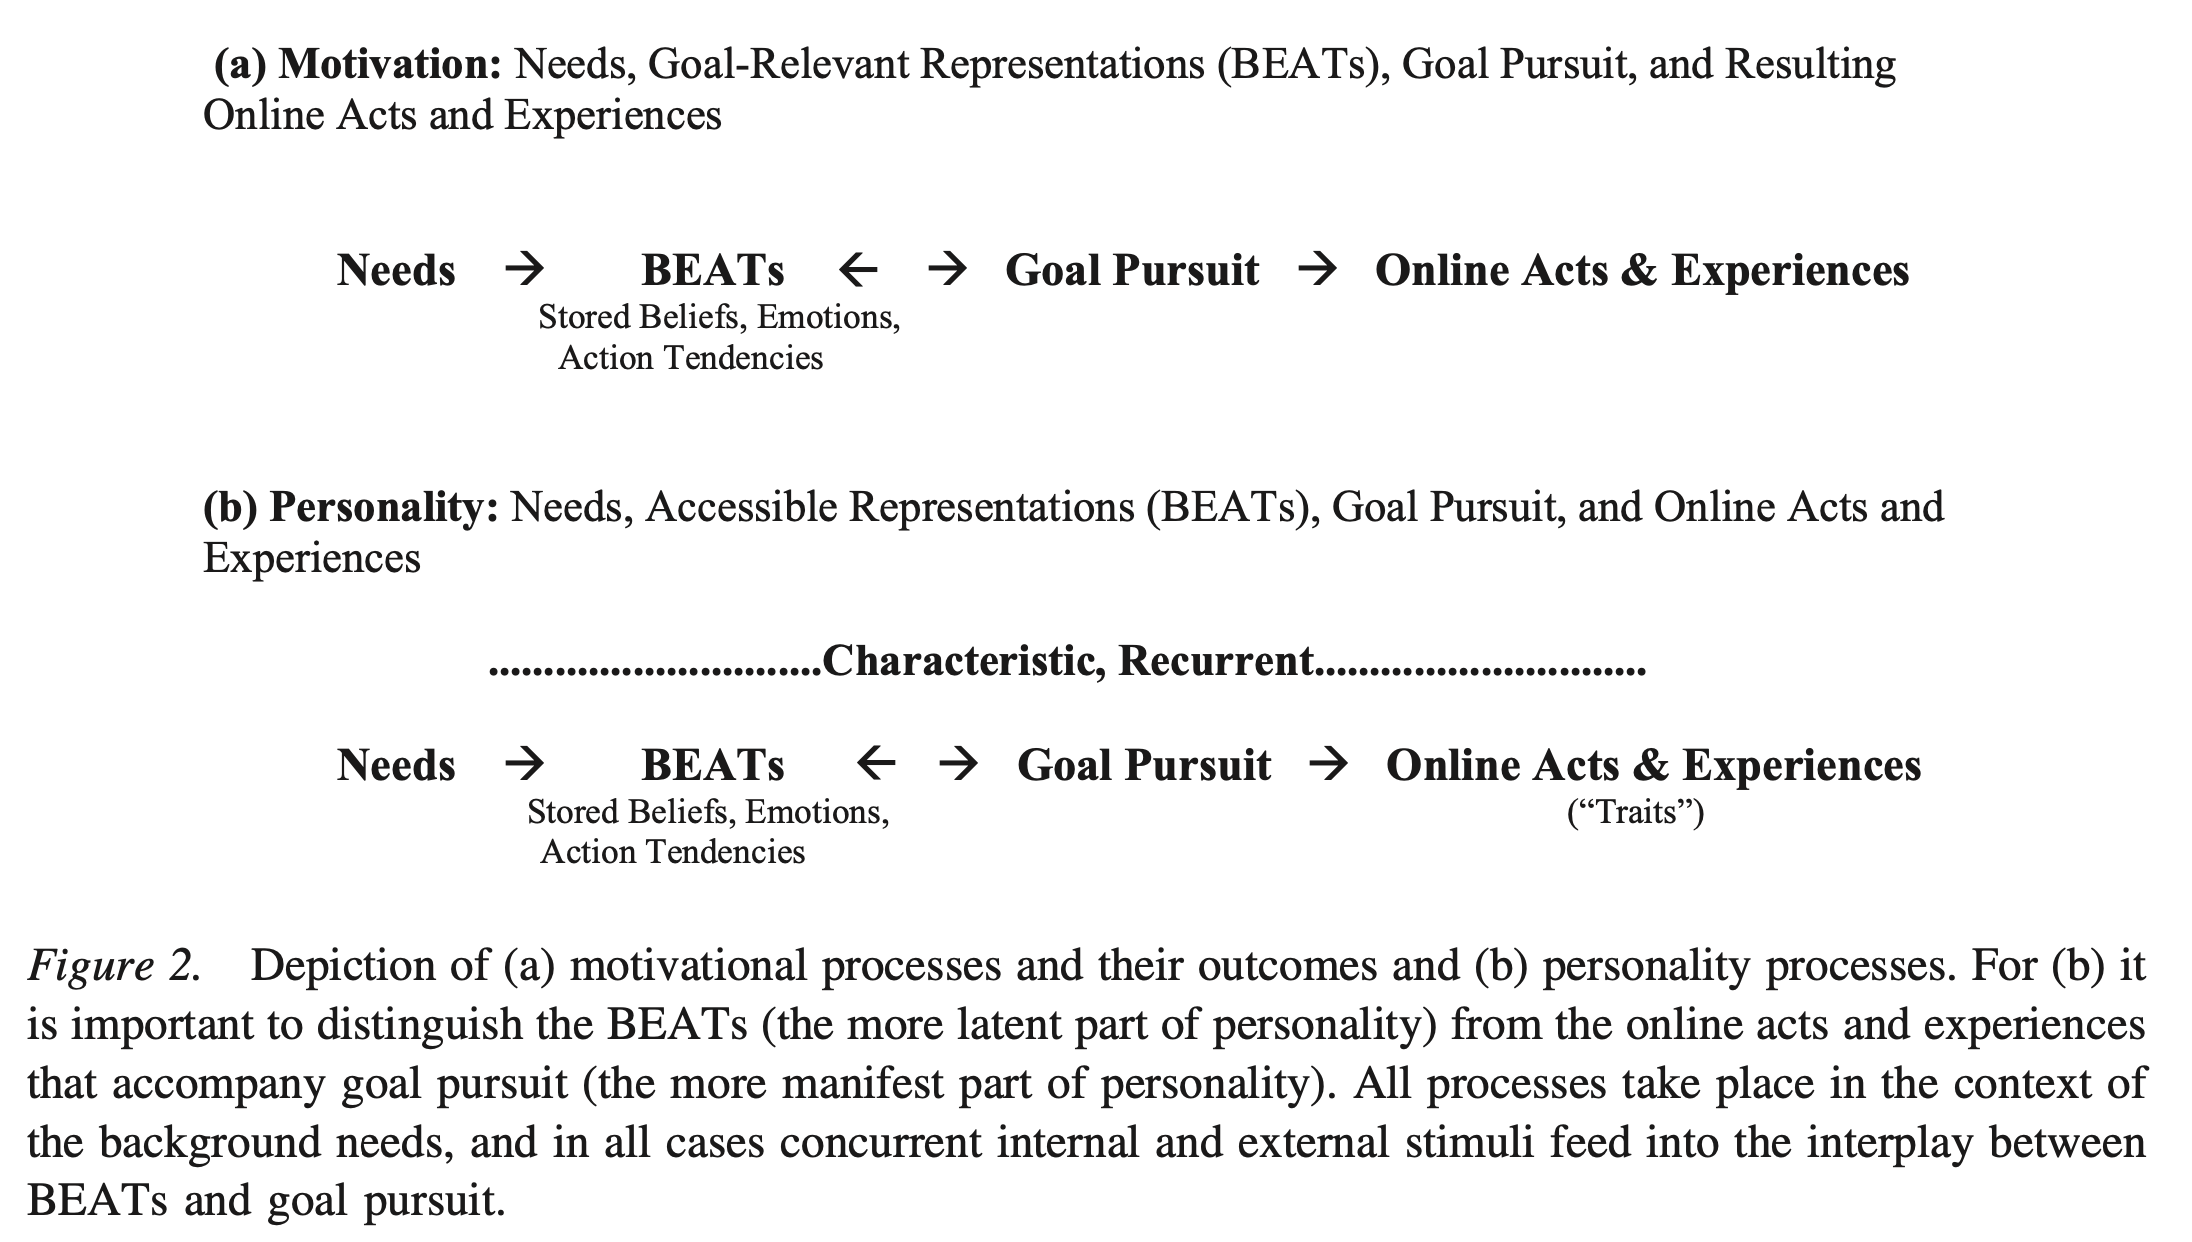 (a) Motivation: Needs, Goal-Relevant Representations (BEATs), Goal Pursuit, and Resulting
Online Acts and Experiences
Needs → BEATs ← → Goal Pursuit → Online Acts & Experiences
Stored Beliefs, Emotions,
Action Tendencies
(b) Personality: Needs, Accessible Representations (BEATs), Goal Pursuit, and Online Acts and
Experiences
..............................Characteristic, Recurrent..............................
Needs → BEATs ← → Goal Pursuit → Online Acts & Experiences
Stored Beliefs, Emotions, (“Traits”)
Action Tendencies
Figure 2. Depiction of (a) motivational processes and their outcomes and (b) personality processes. For (b) it
is important to distinguish the BEATs (the more latent part of personality) from the online acts and experiences
that accompany goal pursuit (the more manifest part of personality). All processes take place in the context of
the background needs, and in all cases concurrent internal and external stimuli feed into the interplay between
BEATs and goal pursuit.